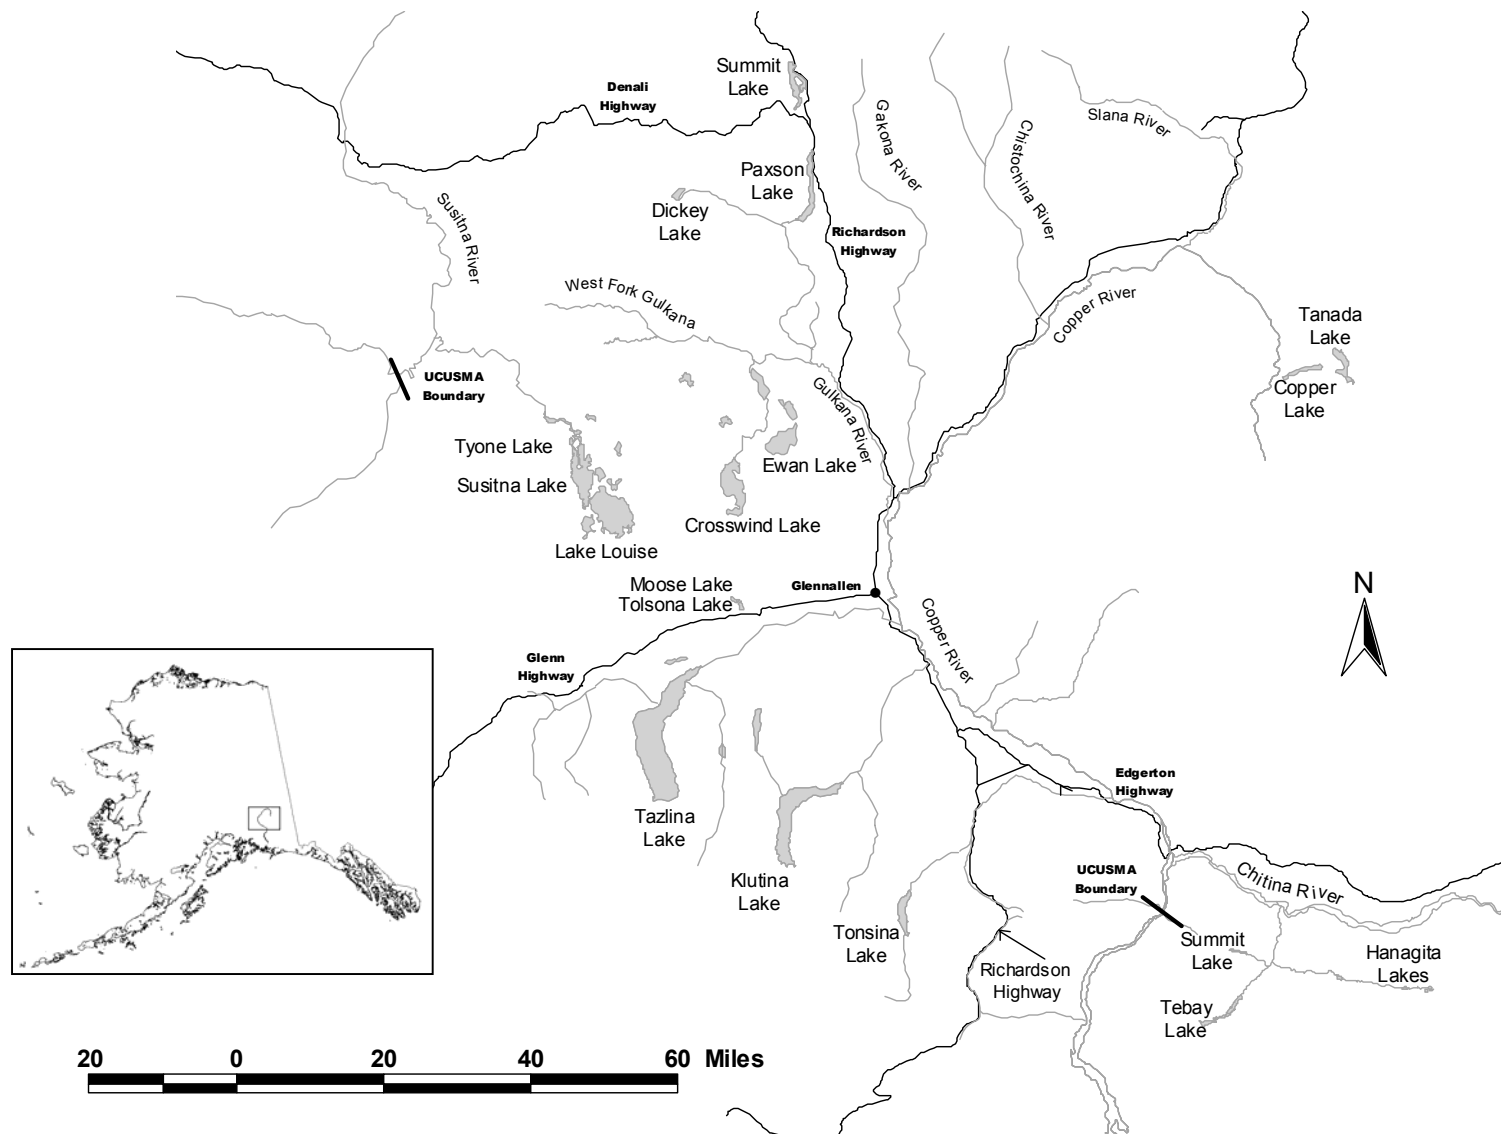 Summit
Lake
Denali
Highway
Gakona River
Chistochina River
Slana River
Paxson
Lake
Dickey
Lake
Susitna River
Richardson
Highway
West Fork Gulkana
Copper River
Tanada
Lake
Copper
Lake
UCUSMA
Boundary
Gulkana River
Tyone Lake
Susitna Lake
Ewan Lake
Crosswind Lake
Lake Louise
Moose Lake
Tolsona Lake
Glennallen
N
Copper River
Glenn
Highway
Edgerton
Highway
Tazlina
Lake
Klutina
Lake
UCUSMA
Boundary
Chitina River
Tonsina
Lake
Summit
Lake
Hanagita
Lakes
Richardson
Highway
Tebay
Lake
20 0 20 40 60 Miles